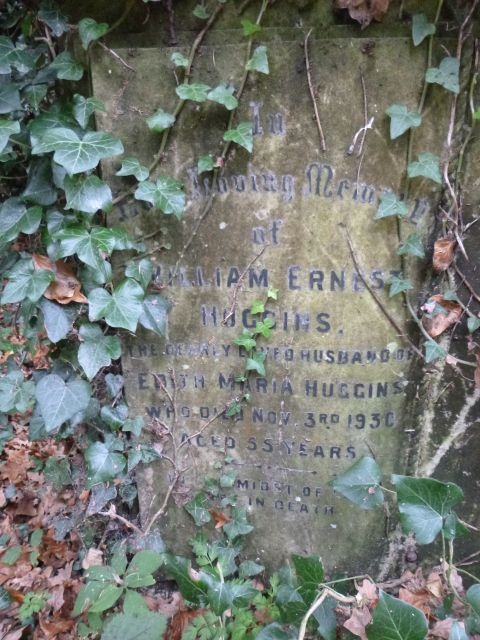 In
Loving Memory
of
WILLIAM ERNEST
HUGGINS.
THE DEARLY LOVED HUSBAND OF
EDITH MARIA HUGGINS
WHO DIED NOV. 3RD 1930
AGED 55 YEARS
MIDST OF
IN DEATH